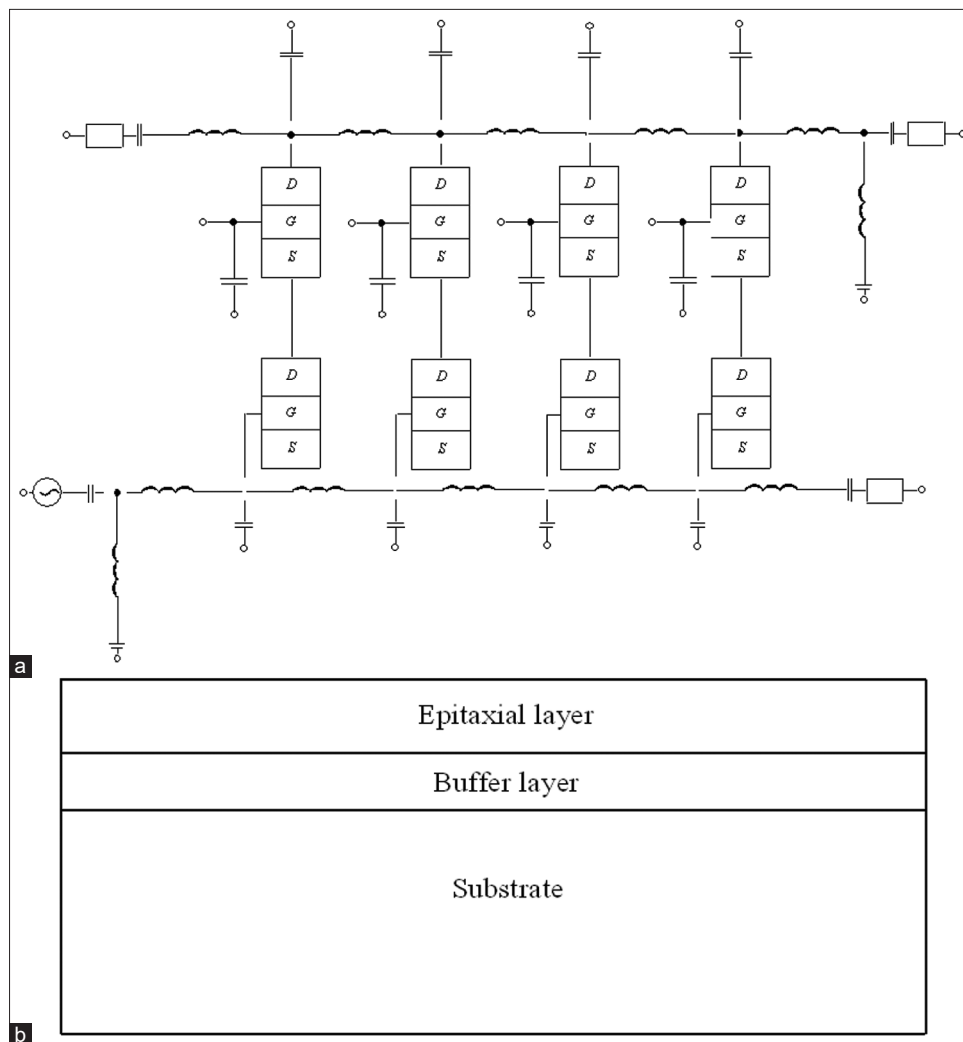 D D D D
G G G G
S S S S
D D D D
G G G G
S S S S
a
Epitaxial layer
Buffer layer
Substrate
b